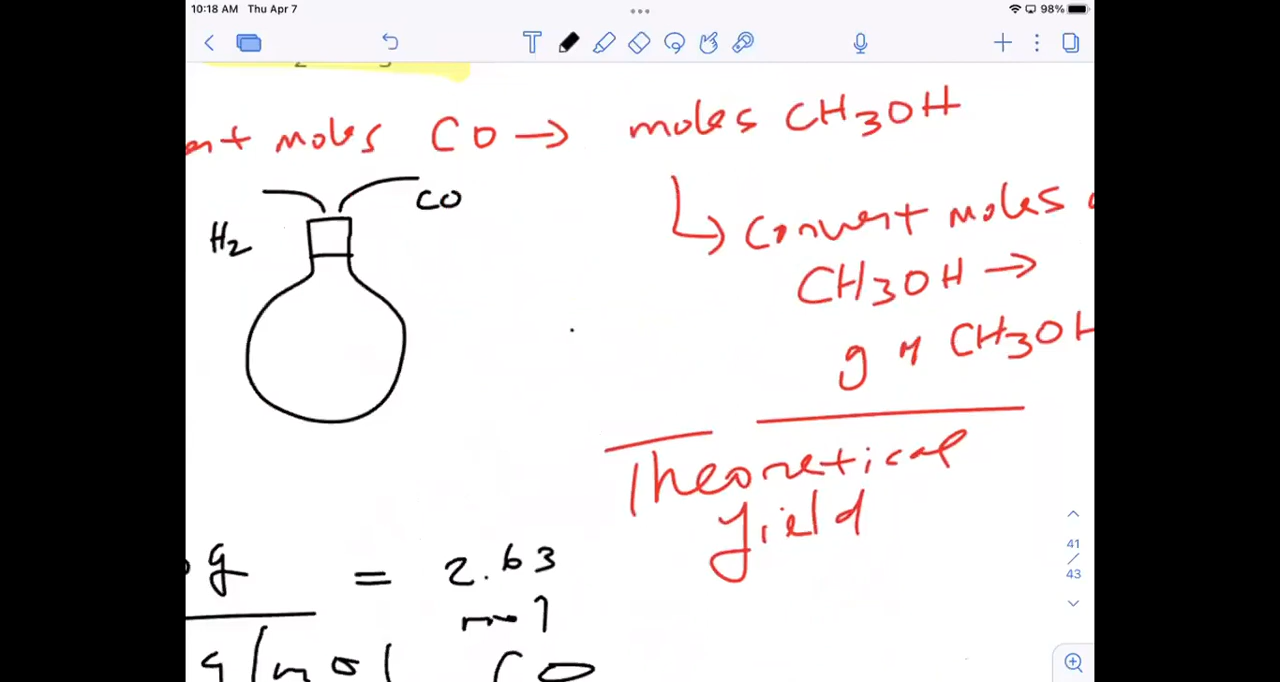 10:18 AM Thu Apr 7
98%
moles CO → moles CH3OH
H2
CO
↳ Convert moles
CH3OH →
g CH3OH
Theoretical
yield
g = 2.63
mol
g/mol CO
41
/
43